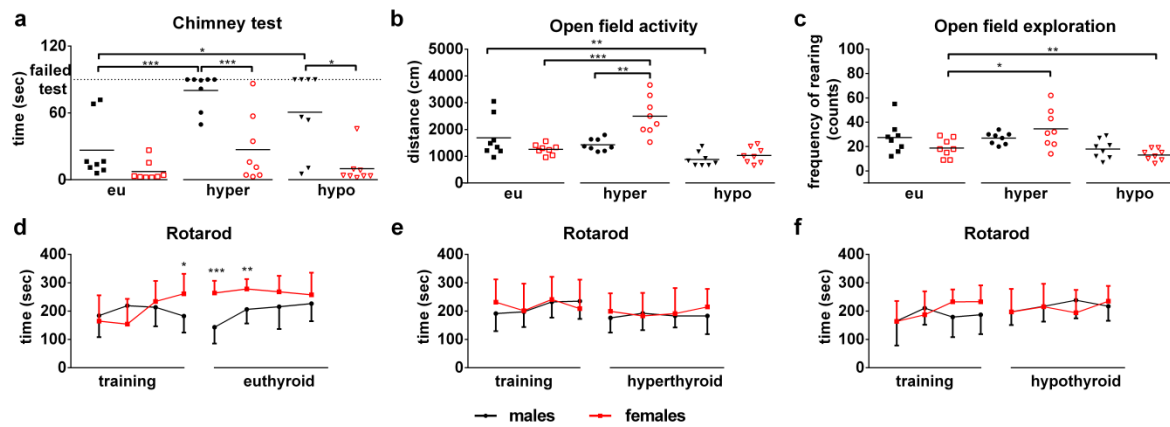 a
Chimney test
time (sec)
120
failed
test
60
0
*
***
***
*
eu
hyper
hypo
b
Open field activity
distance (cm)
5000
4000
3000
2000
1000
0
**
***
**
eu
hyper
hypo
c
Open field exploration
frequency of rearing
(counts)
100
80
60
40
20
0
**
*
eu
hyper
hypo
d
Rotarod
time (sec)
400
300
200
100
0
*
***
**
training
euthyroid
e
Rotarod
time (sec)
400
300
200
100
0
training
hyperthyroid
f
Rotarod
time (sec)
400
300
200
100
0
training
hypothyroid
males
females